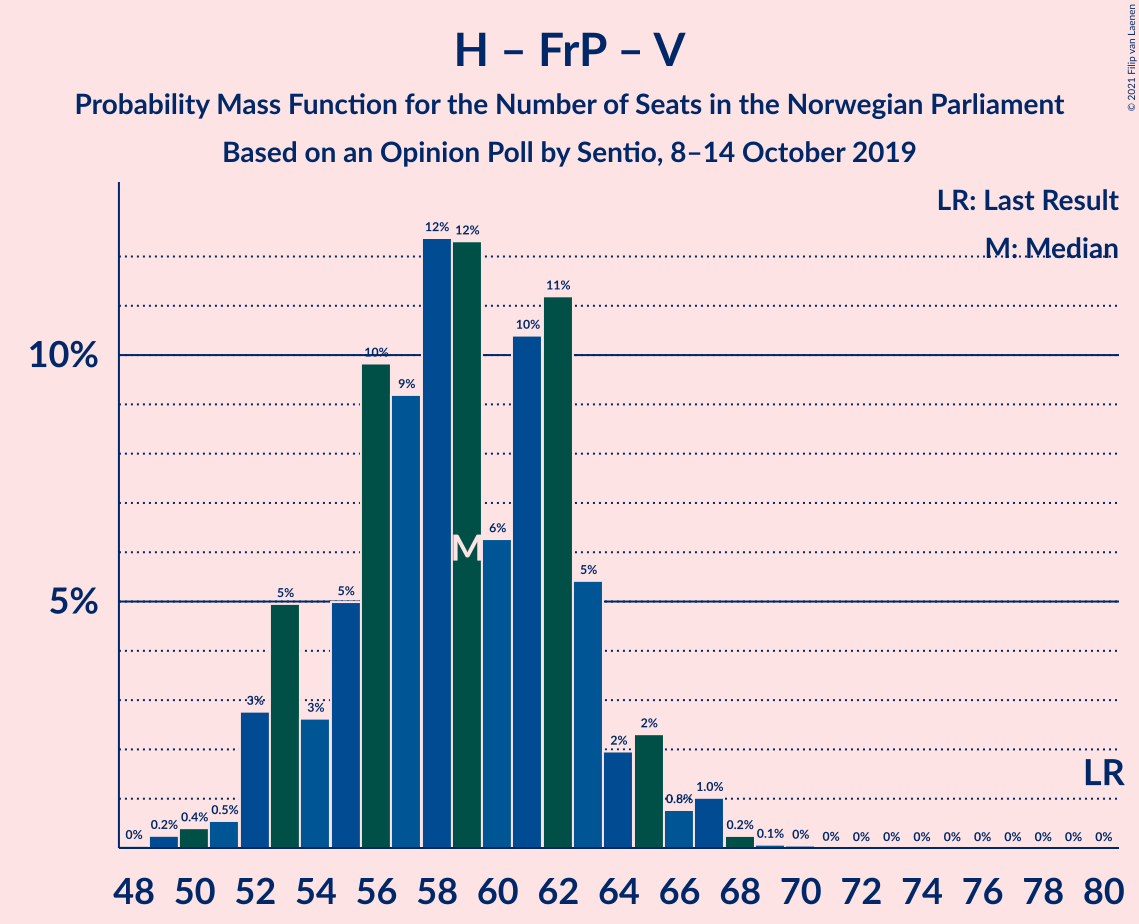 © 2021 Filip van Laenen
H – FrP – V
Probability Mass Function for the Number of Seats in the Norwegian Parliament
Based on an Opinion Poll by Sentio, 8–14 October 2019
LR: Last Result
M: Median
10%
5%
0% 0.2% 0.4% 0.5% 3% 5% 3% 5% 10% 9% 12% 12% 6% 10% 11% 5% 2% 2% 0.8% 1.0% 0.2% 0.1% 0% 0% 0% 0% 0% 0% 0% 0% 0% 0% 0%
M
LR
48 50 52 54 56 58 60 62 64 66 68 70 72 74 76 78 80